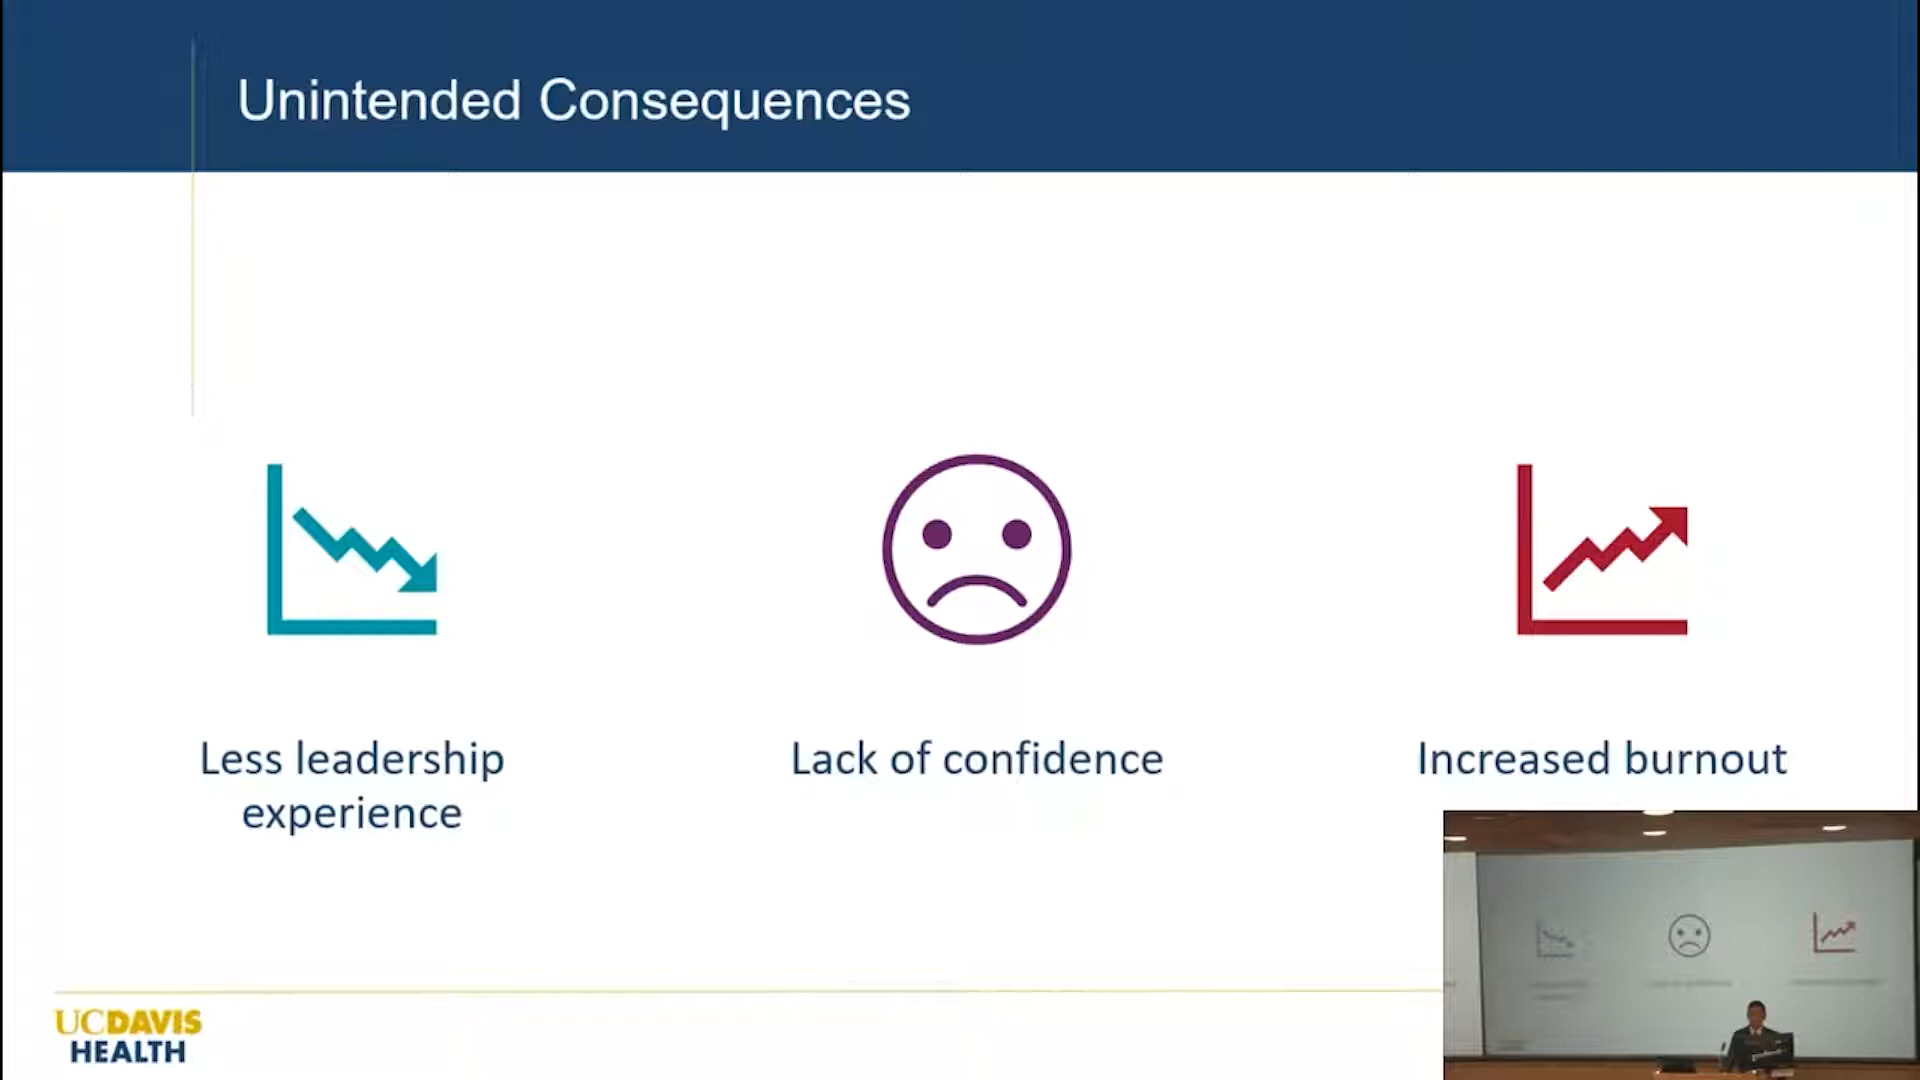 Unintended Consequences
Less leadership
experience
Lack of confidence
Increased burnout
UCDAVIS
HEALTH